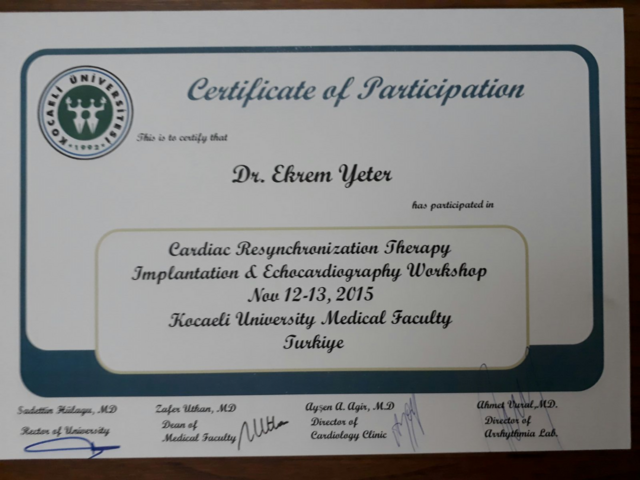 KOCAELİ ÜNİVERSİTESİ
1992
Certificate of Participation
This is to certify that
Dr. Ekrem Yeter
has participated in
Cardiac Resynchronization Therapy
Implantation & Echocardiography Workshop
Nov 12-13, 2015
Kocaeli University Medical Faculty
Turkiye
Sadettin Hülagu, MD
Rector of University
Zafer Utkan, MD
Dean of
Medical Faculty
Ayşen A. Agir, M.D
Director of
Cardiology Clinic
Ahmet Vural, MD.
Director of
Arrhythmia Lab.